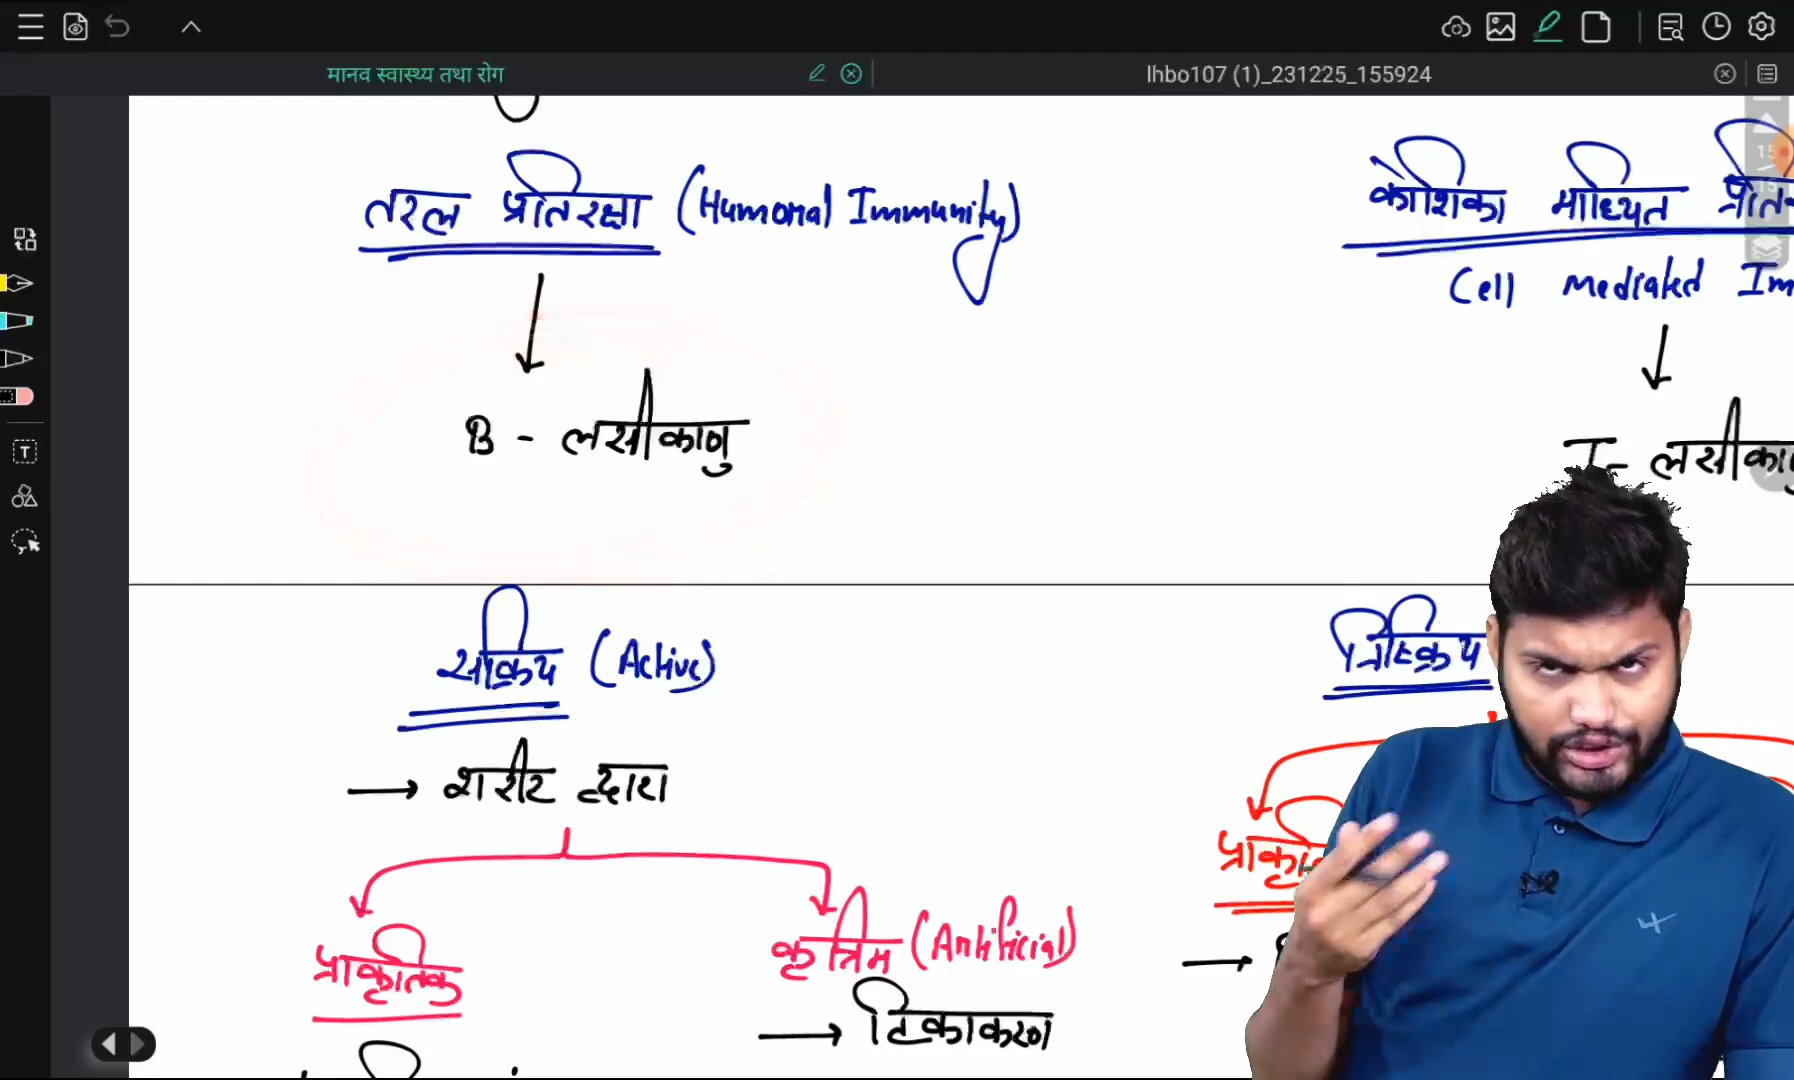 मानव स्वास्थ्य तथा रोग
lhbo107 (1)_231225_155924
तरल प्रतिरक्षा (Humoral Immunity)
कोशिका माध्यित
Cell mediated
B - लसीकाणु
T -
सक्रिय (Active)
निष्क्रिय
→ शरीर द्वारा
प्राकृतिक
कृत्रिम (Artificial)
→ टिकाकरण